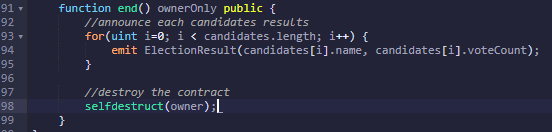 91 function end() ownerOnly public {
92 //announce each candidates results
93 for(uint i=0; i < candidates.length; i++) {
94 emit ElectionResult(candidates[i].name, candidates[i].voteCount);
95 }
96
97 //destroy the contract
98 selfdestruct(owner);
99 }